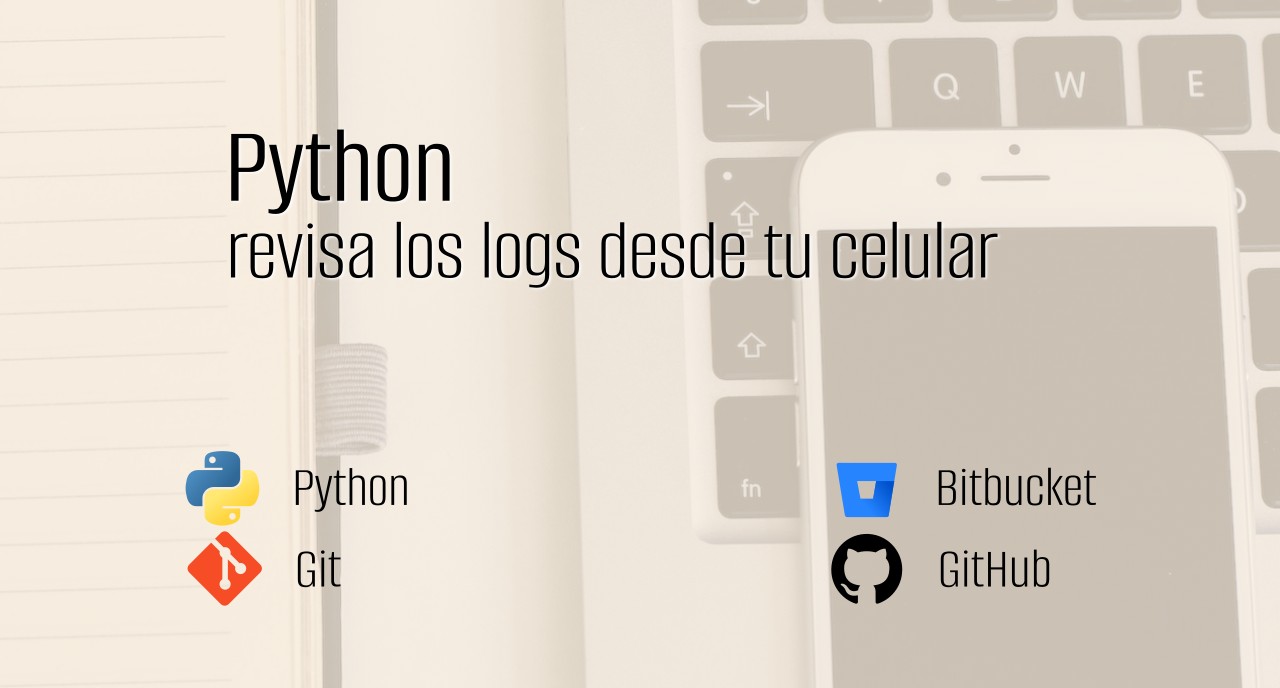 Q W E
Python
revisa los logs desde tu celular
fn
Python
Bitbucket
Git
GitHub